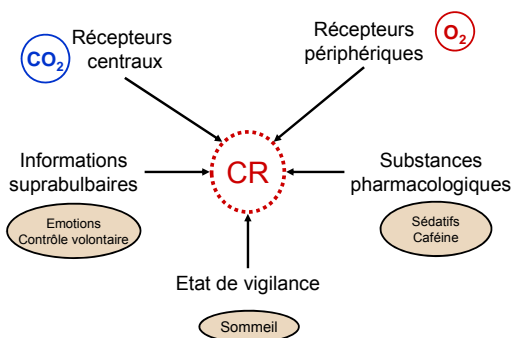 CO2
Récepteurs
centraux
Récepteurs
périphériques
O2
Informations
suprabulbaires
CR
Substances
pharmacologiques
Emotions
Contrôle volontaire
Sédatifs
Caféine
Etat de vigilance
Sommeil